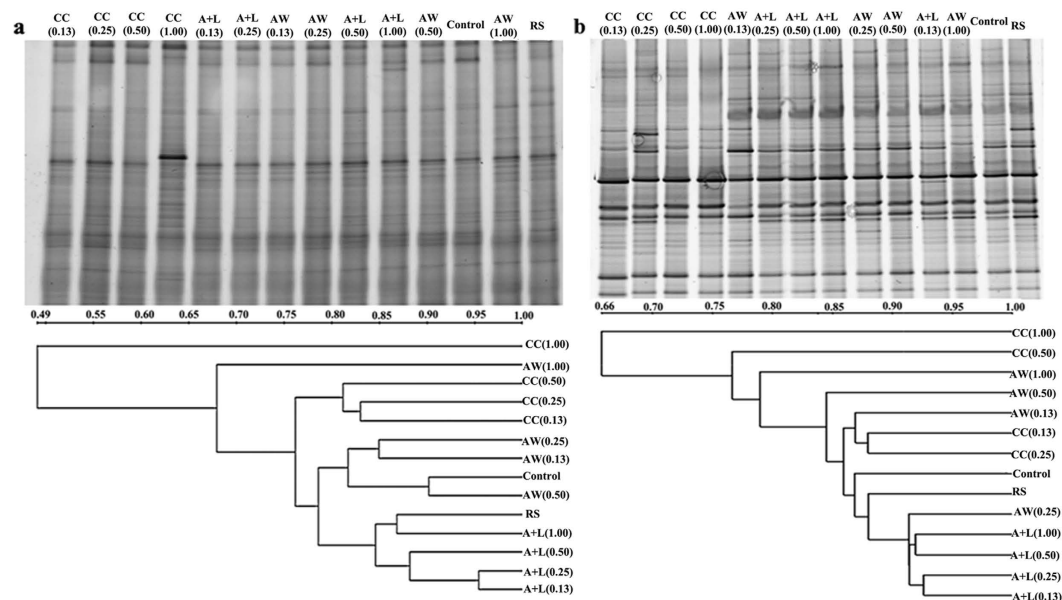 a
CC CC CC CC A+L A+L AW AW A+L A+L AW Control AW RS
(0.13) (0.25) (0.50) (1.00) (0.13) (0.25) (0.13) (0.25) (0.50) (1.00) (0.50) (1.00)
0.49 0.55 0.60 0.65 0.70 0.75 0.80 0.85 0.90 0.95 1.00
CC(1.00)
AW(1.00)
CC(0.50)
CC(0.25)
CC(0.13)
AW(0.25)
AW(0.13)
Control
AW(0.50)
RS
A+L(1.00)
A+L(0.50)
A+L(0.25)
A+L(0.13)
b
CC CC CC CC AW A+L A+L A+L AW AW A+L AW Control RS
(0.13) (0.25) (0.50) (1.00) (0.13) (0.25) (0.50) (1.00) (0.25) (0.50) (0.13) (1.00)
0.66 0.70 0.75 0.80 0.85 0.90 0.95 1.00
CC(1.00)
CC(0.50)
AW(1.00)
AW(0.50)
AW(0.13)
CC(0.13)
CC(0.25)
Control
RS
AW(0.25)
A+L(1.00)
A+L(0.50)
A+L(0.25)
A+L(0.13)